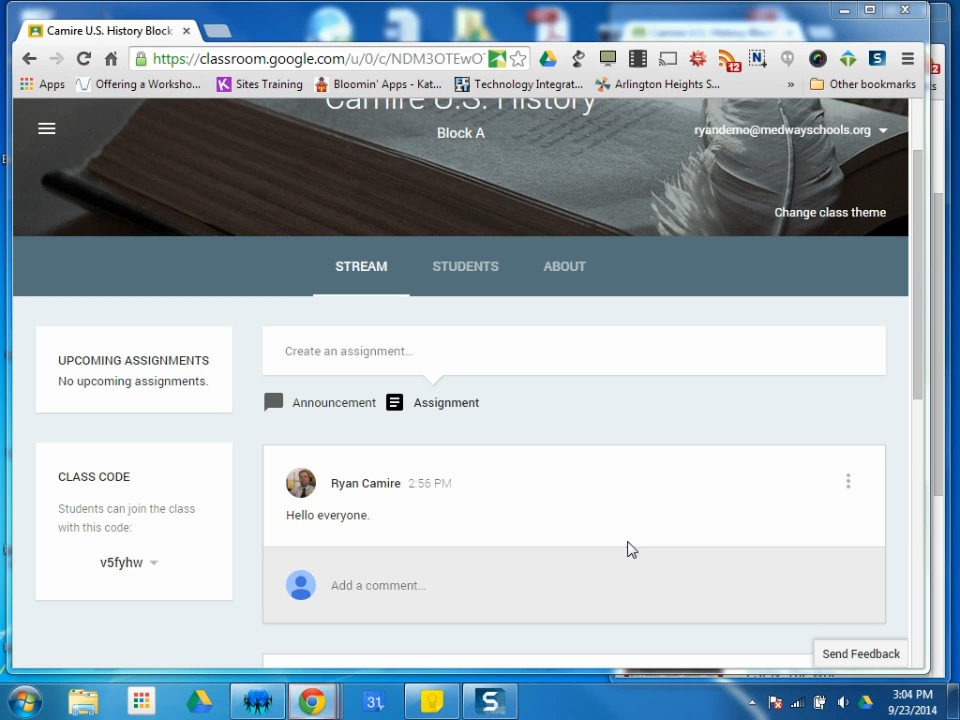 Camire U.S. History Block
https://classroom.google.com/u/0/c/NDM3OTEwO
12
Apps
Offering a Worksho...
Sites Training
Bloomin' Apps - Kat...
Technology Integrat...
Arlington Heights S...
»
Other bookmarks
Camire U.S. History
Block A
ryandemo@medwayschools.org
Change class theme
STREAM STUDENTS ABOUT
UPCOMING ASSIGNMENTS
No upcoming assignments.
Create an assignment...
Announcement
Assignment
CLASS CODE
Students can join the class
with this code:
v5fyhw
Ryan Camire 2:56 PM
Hello everyone.
Add a comment...
Send Feedback
31
S
3:04 PM
9/23/2014